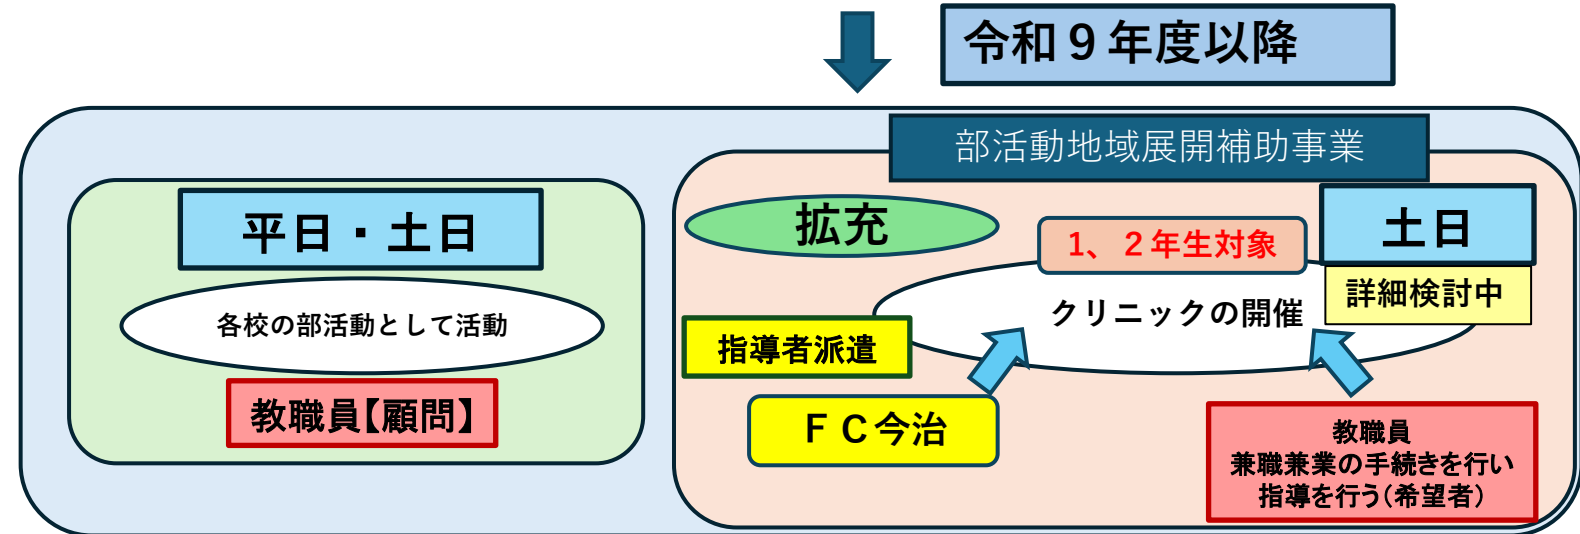 令和９年度以降
部活動地域展開補助事業
平日・土日
各校の部活動として活動
教職員【顧問】
拡充
1、２年生対象
土日
詳細検討中
クリニックの開催
指導者派遣
ＦＣ今治
教職員
兼職兼業の手続きを行い
指導を行う（希望者）